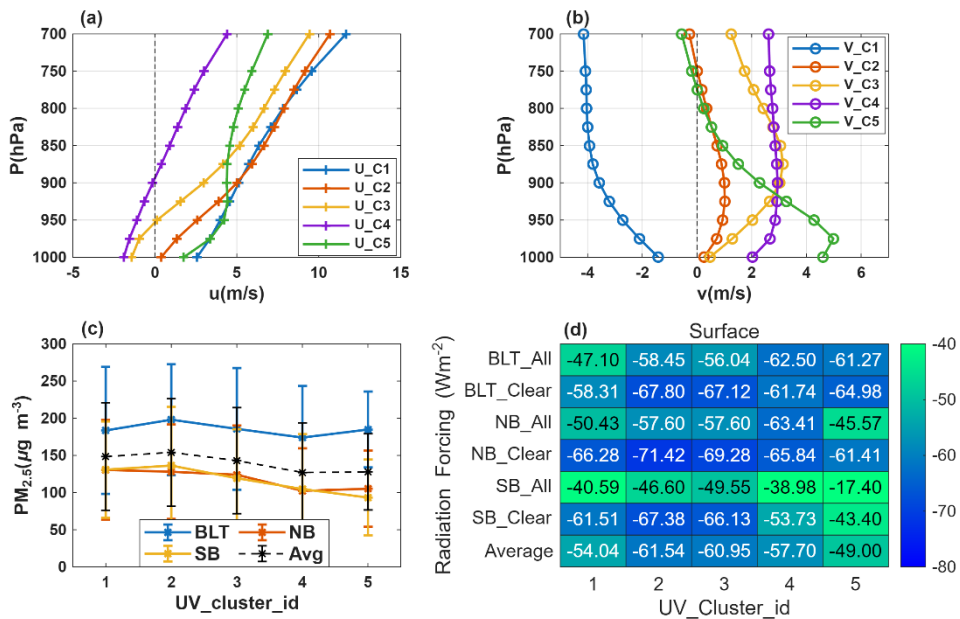 (a)
P(hPa)
700
750
800
850
900
950
1000
-5 0 5 10 15
u(m/s)
U_C1
U_C2
U_C3
U_C4
U_C5
(b)
P(hPa)
700
750
800
850
900
950
1000
-4 -2 0 2 4 6
v(m/s)
V_C1
V_C2
V_C3
V_C4
V_C5
(c)
PM2.5(µg m-3)
300
250
200
150
100
50
0
BLT NB
SB Avg
1 2 3 4 5
UV_cluster_id
(d)
Surface
Radiation Forcing (Wm-2)
BLT_All -47.10 -58.45 -56.04 -62.50 -61.27
BLT_Clear -58.31 -67.80 -67.12 -61.74 -64.98
NB_All -50.43 -57.60 -57.60 -63.41 -45.57
NB_Clear -66.28 -71.42 -69.28 -65.84 -61.41
SB_All -40.59 -46.60 -49.55 -38.98 -17.40
SB_Clear -61.51 -67.38 -66.13 -53.73 -43.40
Average -54.04 -61.54 -60.95 -57.70 -49.00
1 2 3 4 5
UV_Cluster_id
-40
-50
-60
-70
-80